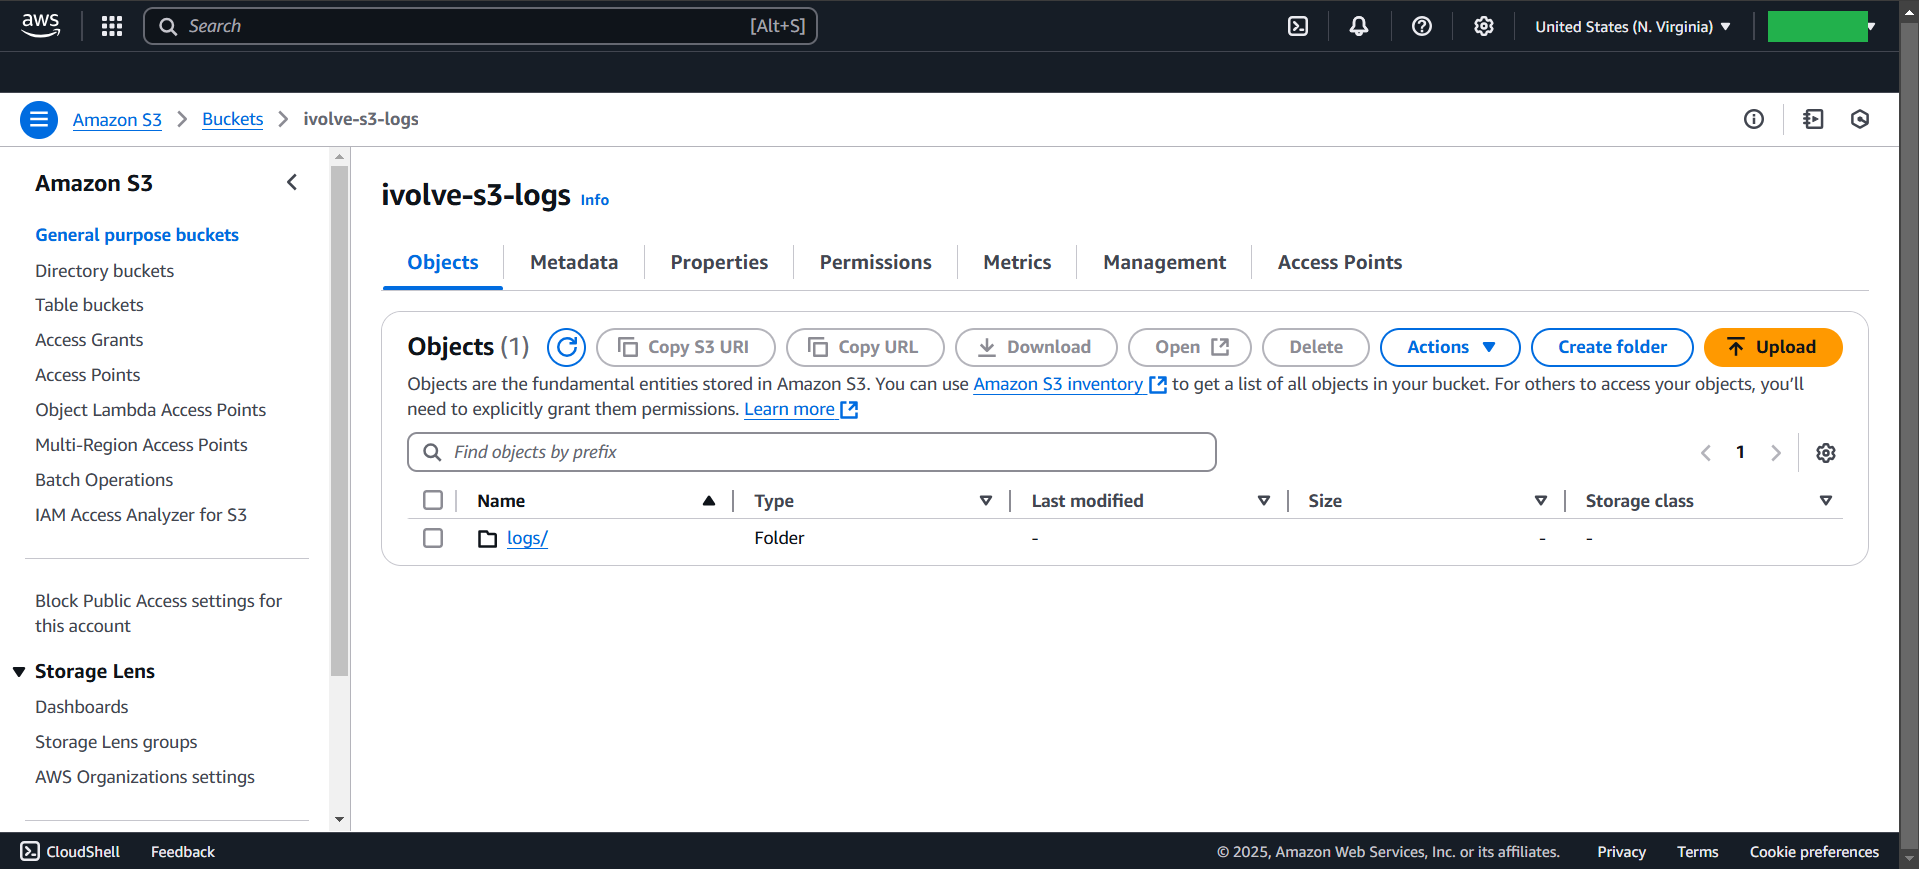 aws
Search [Alt+S]
United States (N. Virginia)
Amazon S3 > Buckets > ivolve-s3-logs
Amazon S3
General purpose buckets
Directory buckets
Table buckets
Access Grants
Access Points
Object Lambda Access Points
Multi-Region Access Points
Batch Operations
IAM Access Analyzer for S3
Block Public Access settings for
this account
Storage Lens
Dashboards
Storage Lens groups
AWS Organizations settings
ivolve-s3-logs Info
Objects Metadata Properties Permissions Metrics Management Access Points
Objects (1) Copy S3 URI Copy URL Download Open Delete Actions Create folder Upload
Objects are the fundamental entities stored in Amazon S3. You can use Amazon S3 inventory to get a list of all objects in your bucket. For others to access your objects, you’ll
need to explicitly grant them permissions. Learn more
Find objects by prefix
1
Name Type Last modified Size Storage class
logs/ Folder - - -
CloudShell Feedback © 2025, Amazon Web Services, Inc. or its affiliates. Privacy Terms Cookie preferences